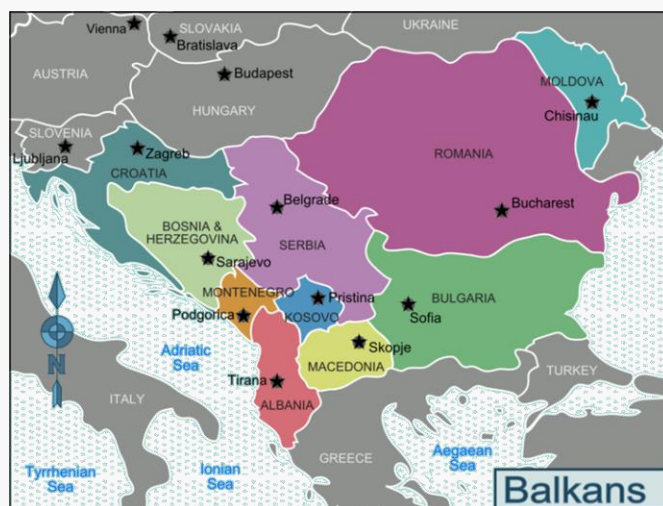 Vienna
SLOVAKIA
Bratislava
UKRAINE
AUSTRIA
Budapest
HUNGARY
MOLDOVA
Chisinau
SLOVENIA
Ljubljana
Zagreb
CROATIA
ROMANIA
Belgrade
Bucharest
BOSNIA &
HERZEGOVINA
SERBIA
Sarajevo
MONTENEGRO
Pristina
BULGARIA
Podgorica
KOSOVO
Sofia
Adriatic
Sea
Skopje
MACEDONIA
N
TURKEY
Tirana
ITALY
ALBANIA
GREECE
Aegaean
Sea
Tyrrhenian
Sea
Ionian
Sea
Balkans